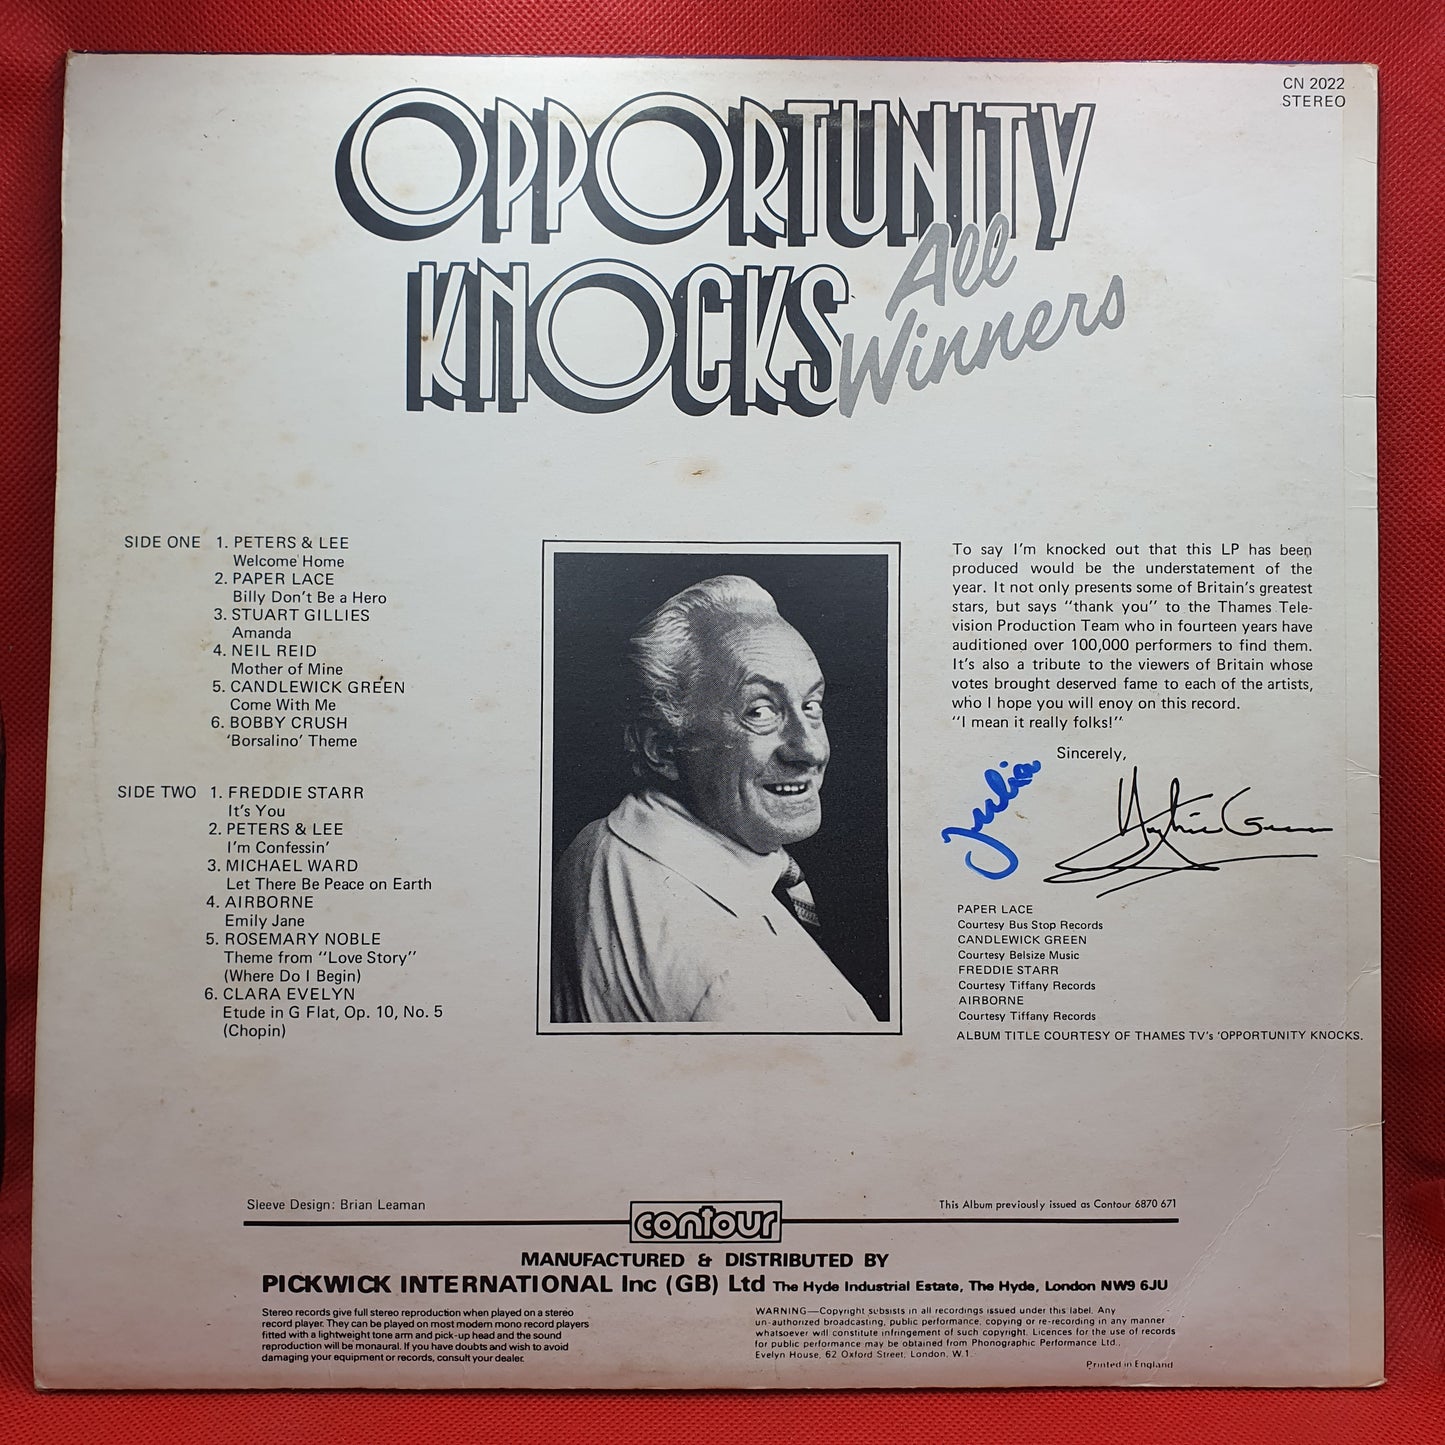 CN 2022
STEREO
OPPORTUNITY
KNOCKS
All
Winners
SIDE ONE 1. PETERS & LEE
Welcome Home
2. PAPER LACE
Billy Don't Be a Hero
3. STUART GILLIES
Amanda
4. NEIL REID
Mother of Mine
5. CANDLEWICK GREEN
Come With Me
6. BOBBY CRUSH
'Borsalino' Theme
SIDE TWO 1. FREDDIE STARR
It's You
2. PETERS & LEE
I'm Confessin'
3. MICHAEL WARD
Let There Be Peace on Earth
4. AIRBORNE
Emily Jane
5. ROSEMARY NOBLE
Theme from "Love Story"
(Where Do I Begin)
6. CLARA EVELYN
Etude in G Flat, Op. 10, No. 5
(Chopin)
To say I'm knocked out that this LP has been
produced would be the understatement of the
year. It not only presents some of Britain's greatest
stars, but says "thank you" to the Thames Tele-
vision Production Team who in fourteen years have
auditioned over 100,000 performers to find them.
It's also a tribute to the viewers of Britain whose
votes brought deserved fame to each of the artists,
who I hope you will enoy on this record.
"I mean it really folks!"
Sincerely,
Julia
Hughie Green
PAPER LACE
Courtesy Bus Stop Records
CANDLEWICK GREEN
Courtesy Belsize Music
FREDDIE STARR
Courtesy Tiffany Records
AIRBORNE
Courtesy Tiffany Records
ALBUM TITLE COURTESY OF THAMES TV's 'OPPORTUNITY KNOCKS.
Sleeve Design: Brian Leaman
contour
This Album previously issued as Contour 6870 671
MANUFACTURED & DISTRIBUTED BY
PICKWICK INTERNATIONAL Inc (GB) Ltd The Hyde Industrial Estate, The Hyde, London NW9 6JU
Stereo records give full stereo reproduction when played on a stereo
record player. They can be played on most modern mono record players
fitted with a lightweight tone arm and pick-up head and the sound
reproduction will be monaural. If you have doubts and wish to avoid
damaging your equipment or records, consult your dealer.
WARNING—Copyright subsists in all recordings issued under this label. Any
un-authorized broadcasting, public performance, copying or re-recording in any manner
whatsoever will constitute infringement of such copyright. Licences for the use of records
for public performance may be obtained from Phonographic Performance Ltd.,
Evelyn House, 62 Oxford Street, London, W.1.
Printed in England